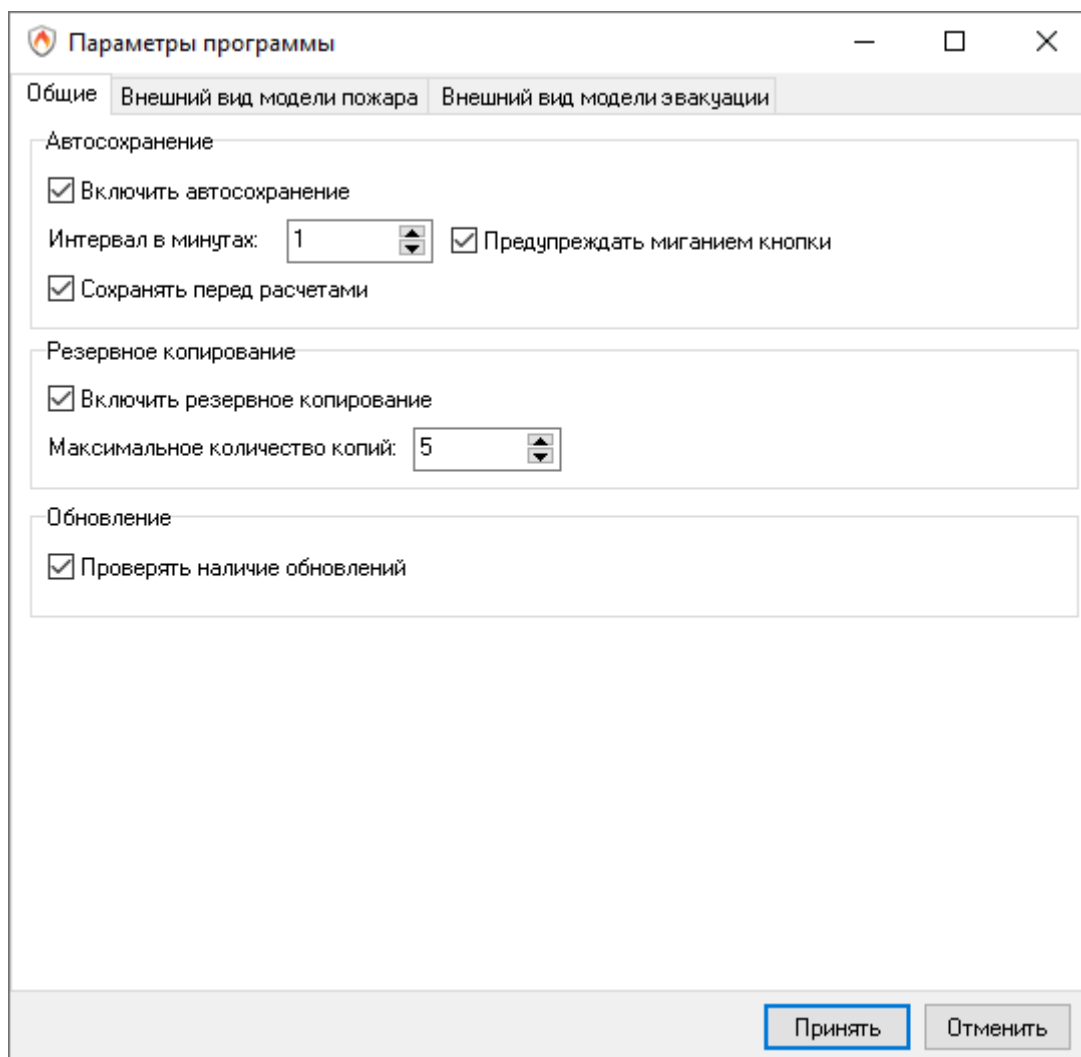 Параметры программы
Общие Внешний вид модели пожара Внешний вид модели эвакуации
Автосохранение
Включить автосохранение
Интервал в минутах: 1 Предупреждать миганием кнопки
Сохранять перед расчетами
Резервное копирование
Включить резервное копирование
Максимальное количество копий: 5
Обновление
Проверять наличие обновлений
Принять Отменить